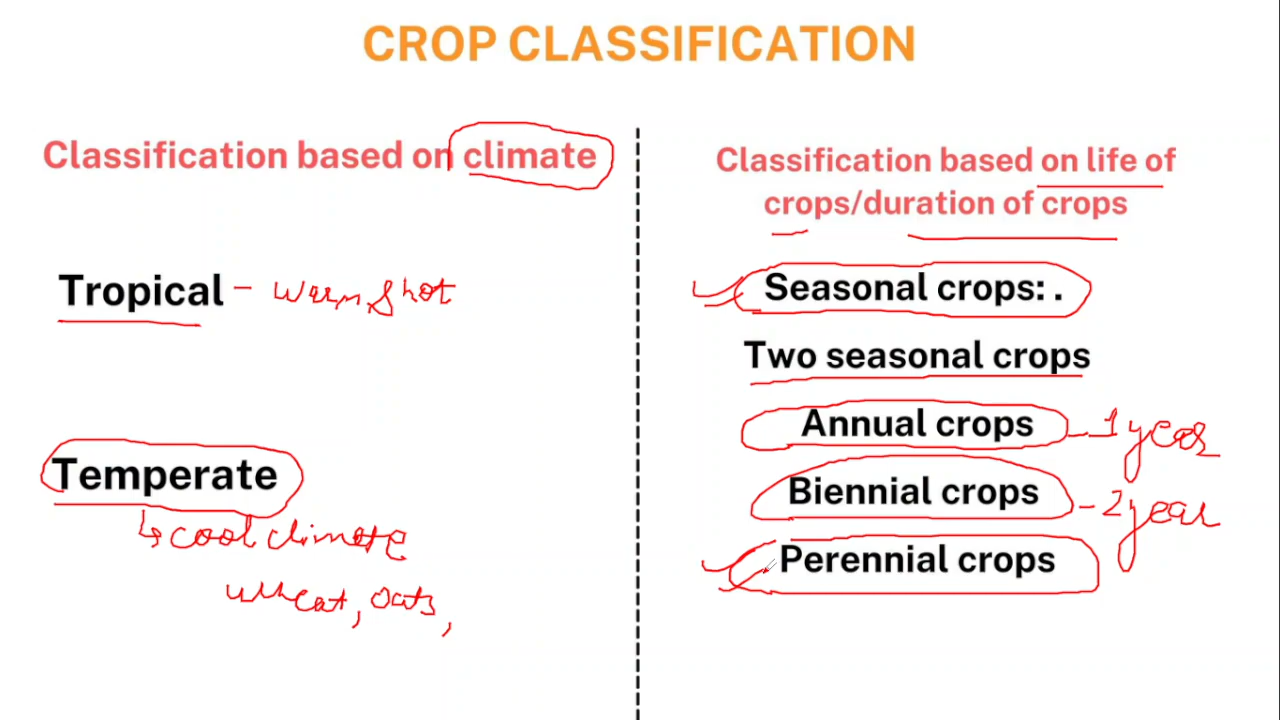 CROP CLASSIFICATION
Classification based on climate
Tropical - warm & hot
Temperate
↳ cool climate
wheat, oats,
Classification based on life of
crops/duration of crops
Seasonal crops: .
Two seasonal crops
Annual crops - 1 year
Biennial crops - 2 year
Perennial crops